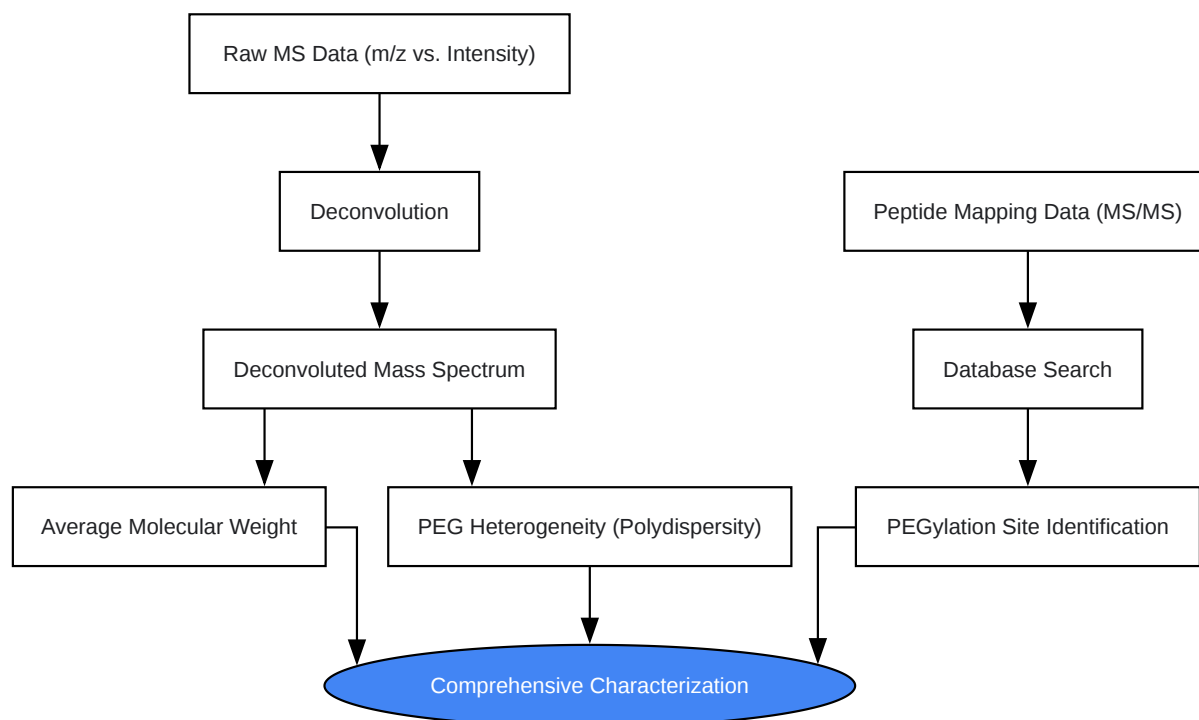 Raw MS Data (m/z vs. Intensity)
Deconvolution
Peptide Mapping Data (MS/MS)
Deconvoluted Mass Spectrum
Database Search
Average Molecular Weight
PEG Heterogeneity (Polydispersity)
PEGylation Site Identification
Comprehensive Characterization